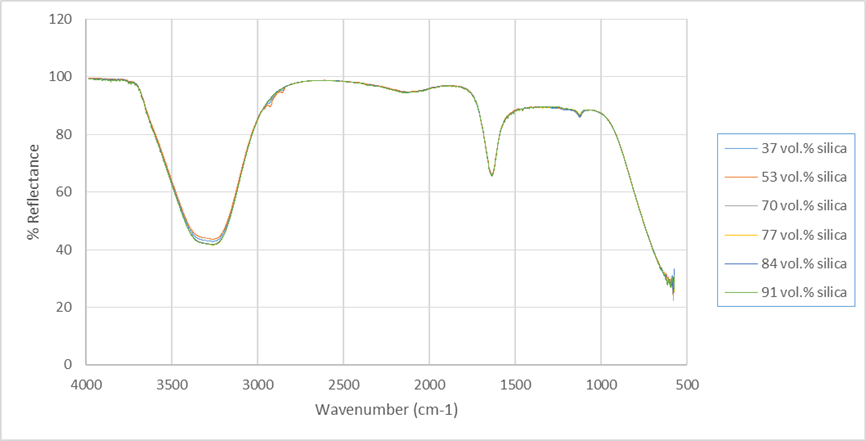 120
100
80
60
40
20
0
% Reflectance
4000 3500 3000 2500 2000 1500 1000 500
Wavenumber (cm-1)
37 vol.% silica
53 vol.% silica
70 vol.% silica
77 vol.% silica
84 vol.% silica
91 vol.% silica